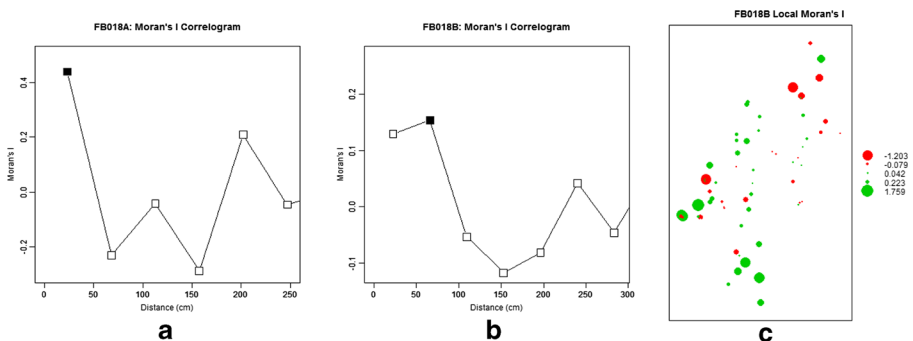 FB018A: Moran's I Correlogram
Moran's I
0.4
0.2
0.0
-0.2
0 50 100 150 200 250
Distance (cm)
a
FB018B: Moran's I Correlogram
Moran's I
0.2
0.1
0.0
-0.1
0 50 100 150 200 250 300
Distance (cm)
b
FB018B Local Moran's I
-1.203
-0.079
0.042
0.223
1.759
c